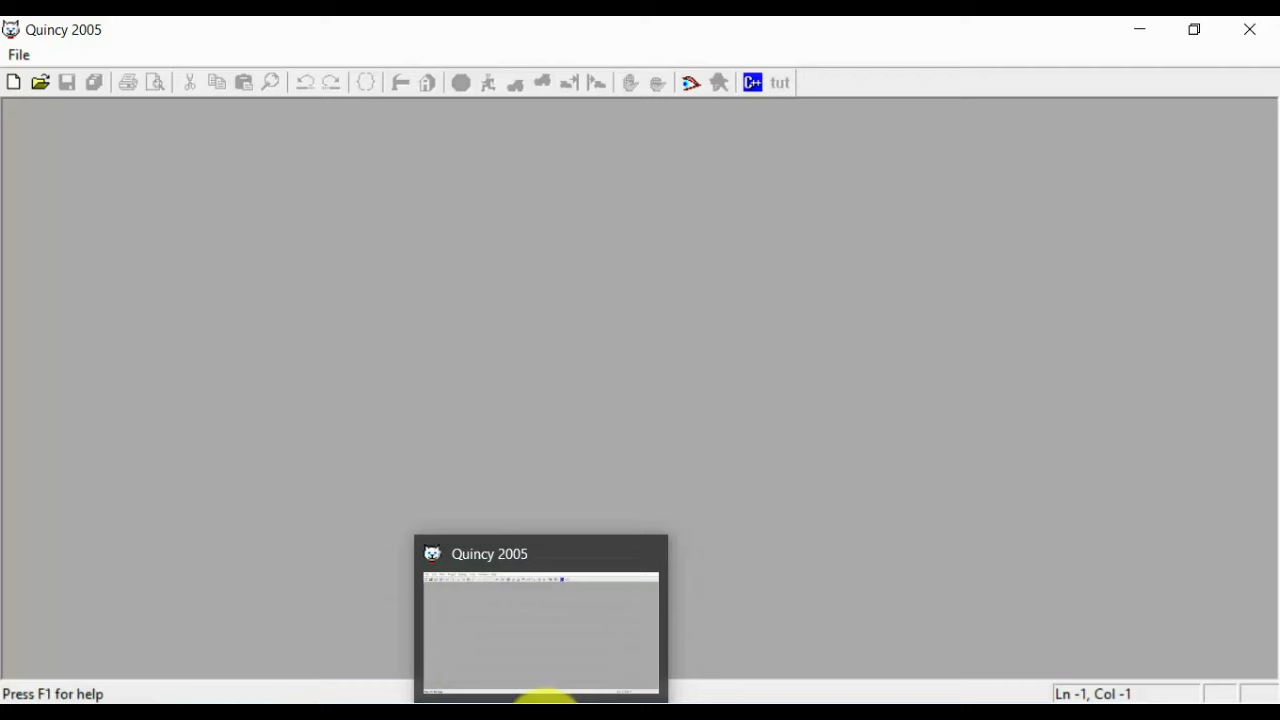 Quincy 2005
File
C++ tut
Quincy 2005
Press F1 for help
Ln -1, Col -1